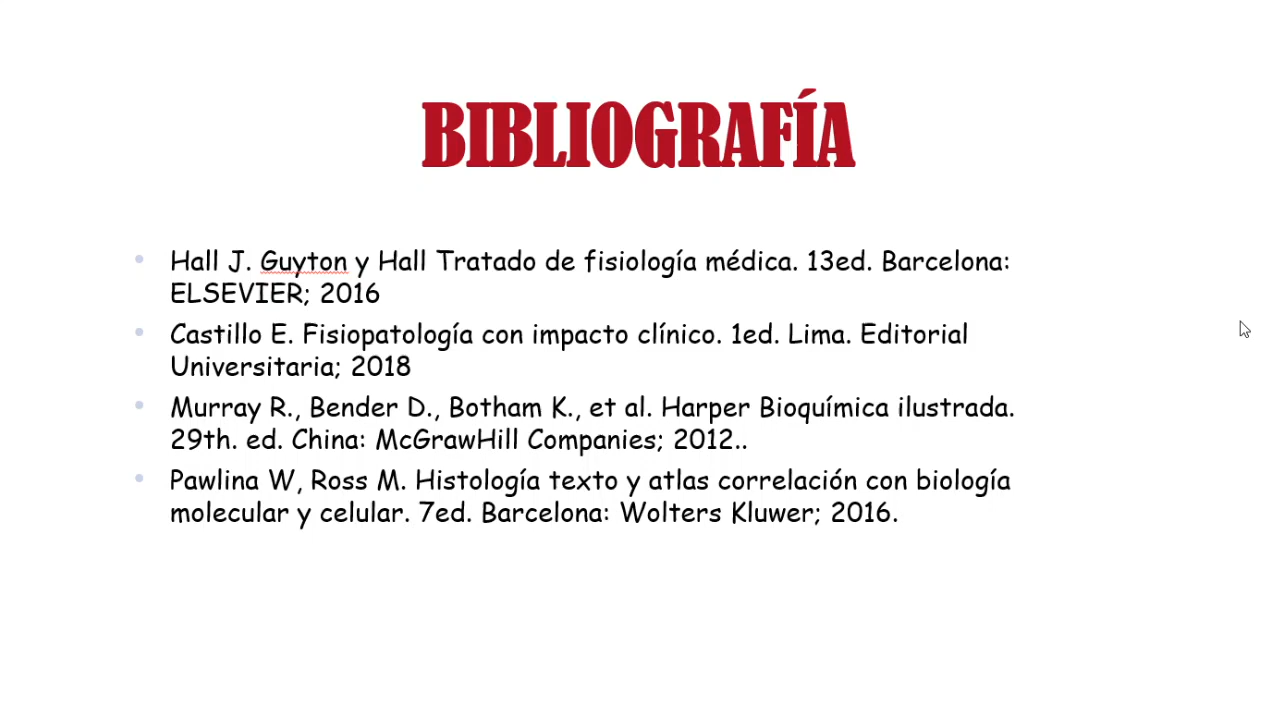 BIBLIOGRAFÍA
• Hall J. Guyton y Hall Tratado de fisiología médica. 13ed. Barcelona:
ELSEVIER; 2016
• Castillo E. Fisiopatología con impacto clínico. 1ed. Lima. Editorial
Universitaria; 2018
• Murray R., Bender D., Botham K., et al. Harper Bioquímica ilustrada.
29th. ed. China: McGrawHill Companies; 2012..
• Pawlina W, Ross M. Histología texto y atlas correlación con biología
molecular y celular. 7ed. Barcelona: Wolters Kluwer; 2016.